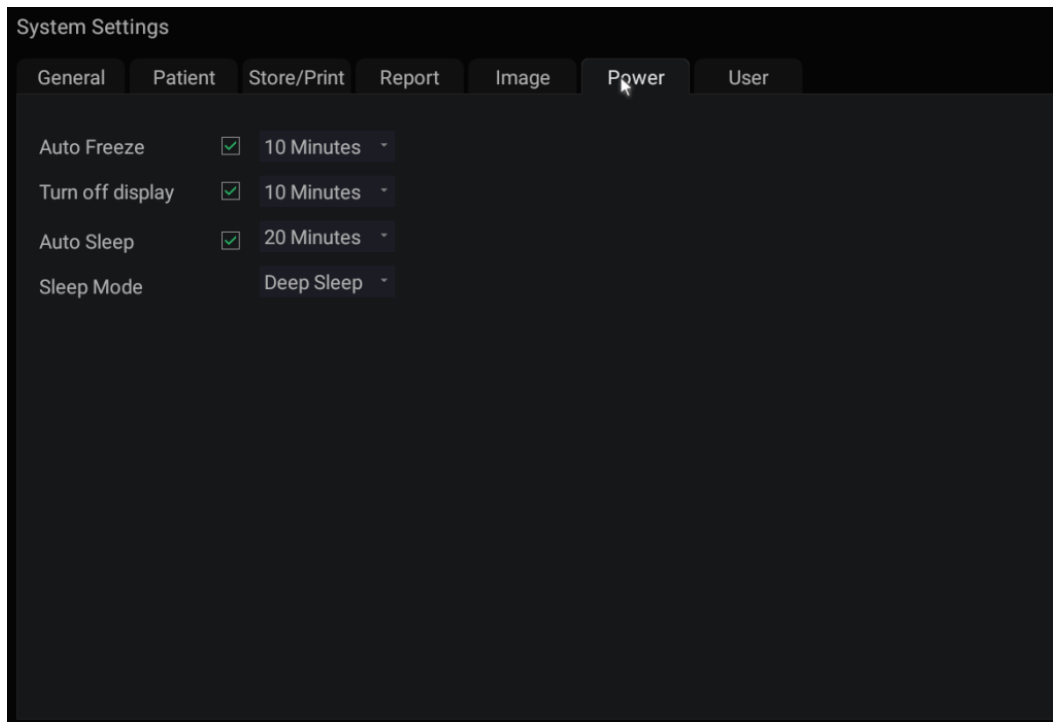 System Settings
General Patient Store/Print Report Image Power User
Auto Freeze 10 Minutes
Turn off display 10 Minutes
Auto Sleep 20 Minutes
Sleep Mode Deep Sleep